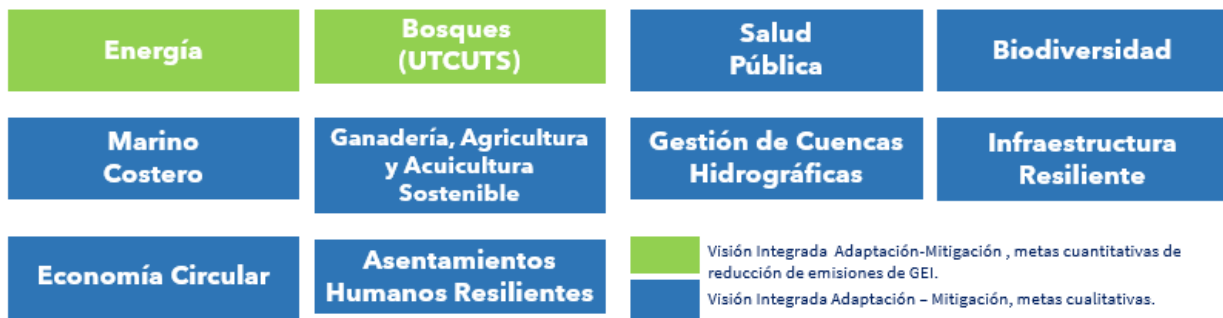 Energía
Bosques
(UTCUTS)
Salud
Pública
Biodiversidad
Marino
Costero
Ganadería, Agricultura
y Acuicultura
Sostenible
Gestión de Cuencas
Hidrográficas
Infraestructura
Resiliente
Economía Circular
Asentamientos
Humanos Resilientes
Visión Integrada Adaptación-Mitigación , metas cuantitativas de
reducción de emisiones de GEI.
Visión Integrada Adaptación – Mitigación, metas cualitativas.